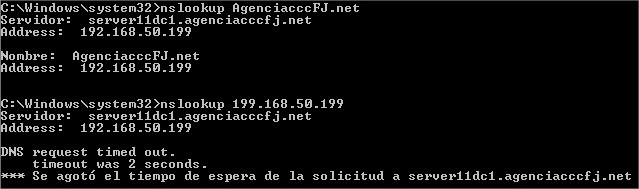 C:\Windows\system32>nslookup AgenciacccFJ.net
Servidor:  server11dc1.agenciacccfj.net
Address:  192.168.50.199
Nombre:  AgenciacccFJ.net
Address:  192.168.50.199
C:\Windows\system32>nslookup 199.168.50.199
Servidor:  server11dc1.agenciacccfj.net
Address:  192.168.50.199
DNS request timed out.
    timeout was 2 seconds.
*** Se agotó el tiempo de espera de la solicitud a server11dc1.agenciacccfj.net